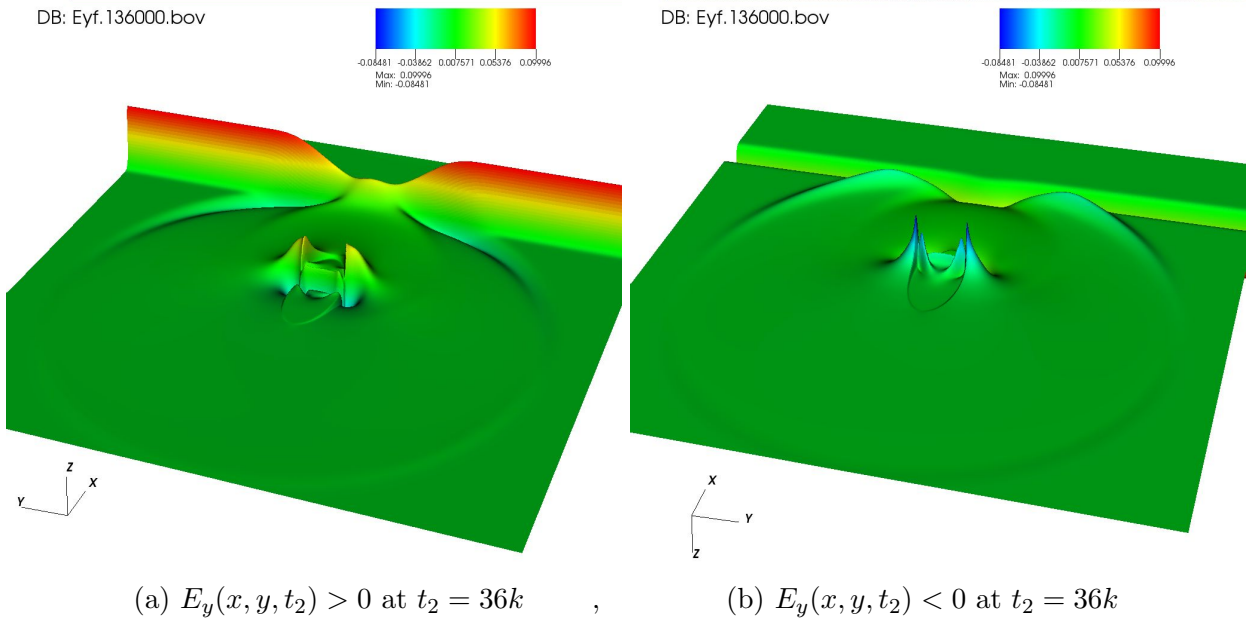 DB: Eyf.136000.bov
-0.08481 -0.03862 0.007571 0.05376 0.09996
Max: 0.09996
Min: -0.08481
Z
X
Y
DB: Eyf.136000.bov
-0.08481 -0.03862 0.007571 0.05376 0.09996
Max: 0.09996
Min: -0.08481
X
Y
Z
(a) $E_y(x, y, t_2) > 0$ at $t_2 = 36k$ , (b) $E_y(x, y, t_2) < 0$ at $t_2 = 36k$